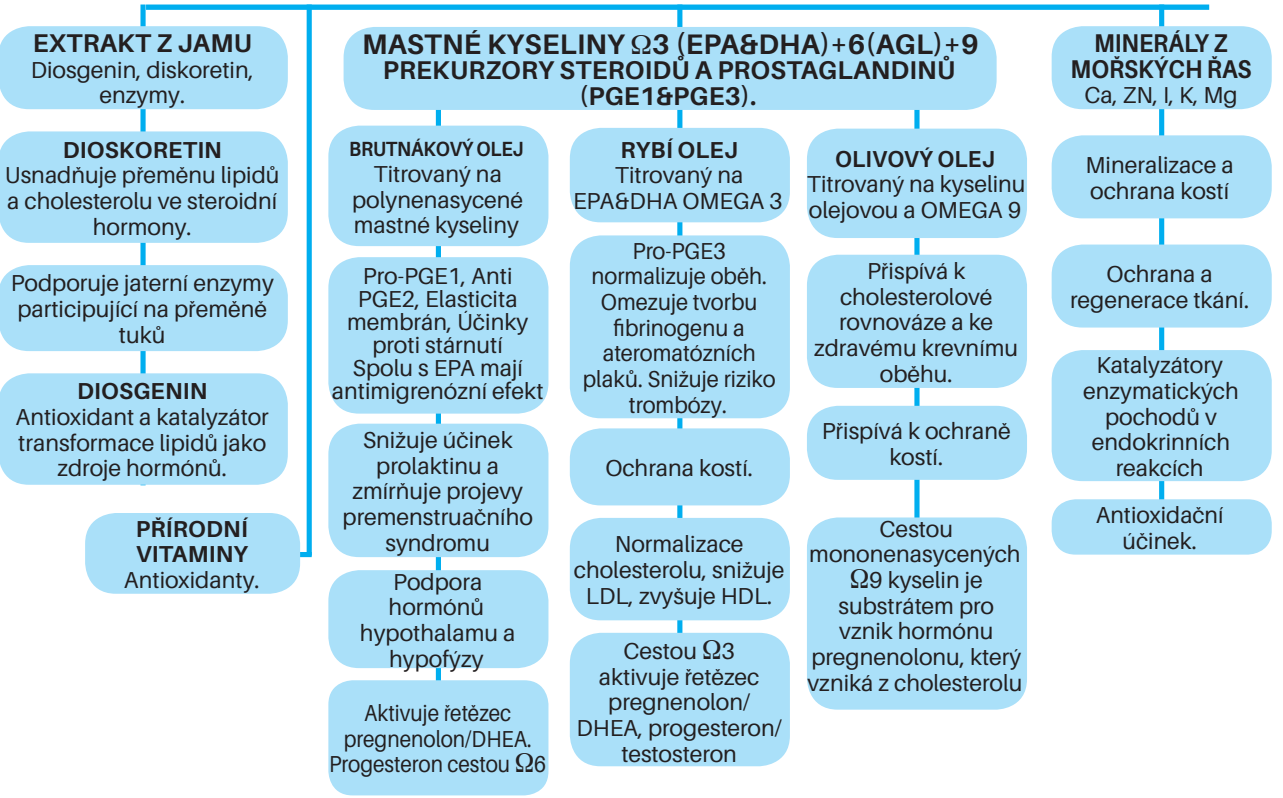 EXTRAKT Z JAMU
Diosgenin, diskoretin,
enzymy.
DIOSKORETIN
Usnadňuje přeměnu lipidů
a cholesterolu ve steroidní
hormony.
Podporuje jaterní enzymy
participující na přeměně
tuků
DIOSGENIN
Antioxidant a katalyzátor
transformace lipidů jako
zdroje hormónů.
PŘÍRODNÍ
VITAMINY
Antioxidanty.
MASTNÉ KYSELINY Ω3 (EPA&DHA)+6(AGL)+9
PREKURZORY STEROIDŮ A PROSTAGLANDINŮ
(PGE1&PGE3).
BRUTNÁKOVÝ OLEJ
Titrovaný na
polynenasycené
mastné kyseliny
Pro-PGE1, Anti
PGE2, Elasticita
membrán, Účinky
proti stárnutí
Spolu s EPA mají
antimigrenózní efekt
Snižuje účinek
prolaktinu a
zmírňuje projevy
premenstruačního
syndromu
Podpora
hormónů
hypothalamu a
hypofýzy
Aktivuje řetězec
pregnenolon/DHEA.
Progesteron cestou Ω6
RYBÍ OLEJ
Titrovaný na
EPA&DHA OMEGA 3
Pro-PGE3
normalizuje oběh.
Omezuje tvorbu
fibrinogenu a
ateromatózních
plaků. Snižuje riziko
trombózy.
Ochrana kostí.
Normalizace
cholesterolu, snižuje
LDL, zvyšuje HDL.
Cestou Ω3
aktivuje řetězec
pregnenolon/
DHEA, progesteron/
testosteron
OLIVOVÝ OLEJ
Titrovaný na kyselinu
olejovou a OMEGA 9
Přispívá k
cholesterolové
rovnováze a ke
zdravému krevnímu
oběhu.
Přispívá k ochraně
kostí.
Cestou
mononenasycených
Ω9 kyselin je
substrátem pro
vznik hormónu
pregnenolonu, který
vzniká z cholesterolu
MINERÁLY Z
MOŘSKÝCH ŘAS
Ca, ZN, I, K, Mg
Mineralizace a
ochrana kostí
Ochrana a
regenerace tkání.
Katalyzátory
enzymatických
pochodů v
endokrinních
reakcích
Antioxidační
účinek.